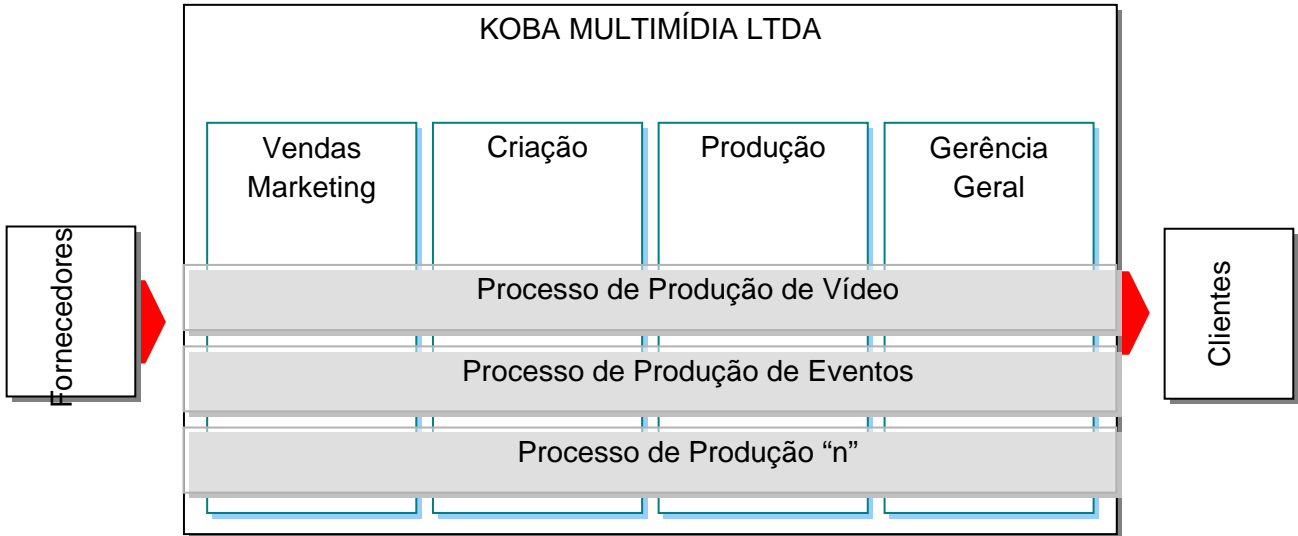 KOBA MULTIMÍDIA LTDA
Vendas
Marketing
Criação
Produção
Gerência
Geral
Fornecedores
Processo de Produção de Vídeo
Processo de Produção de Eventos
Processo de Produção “n”
Clientes